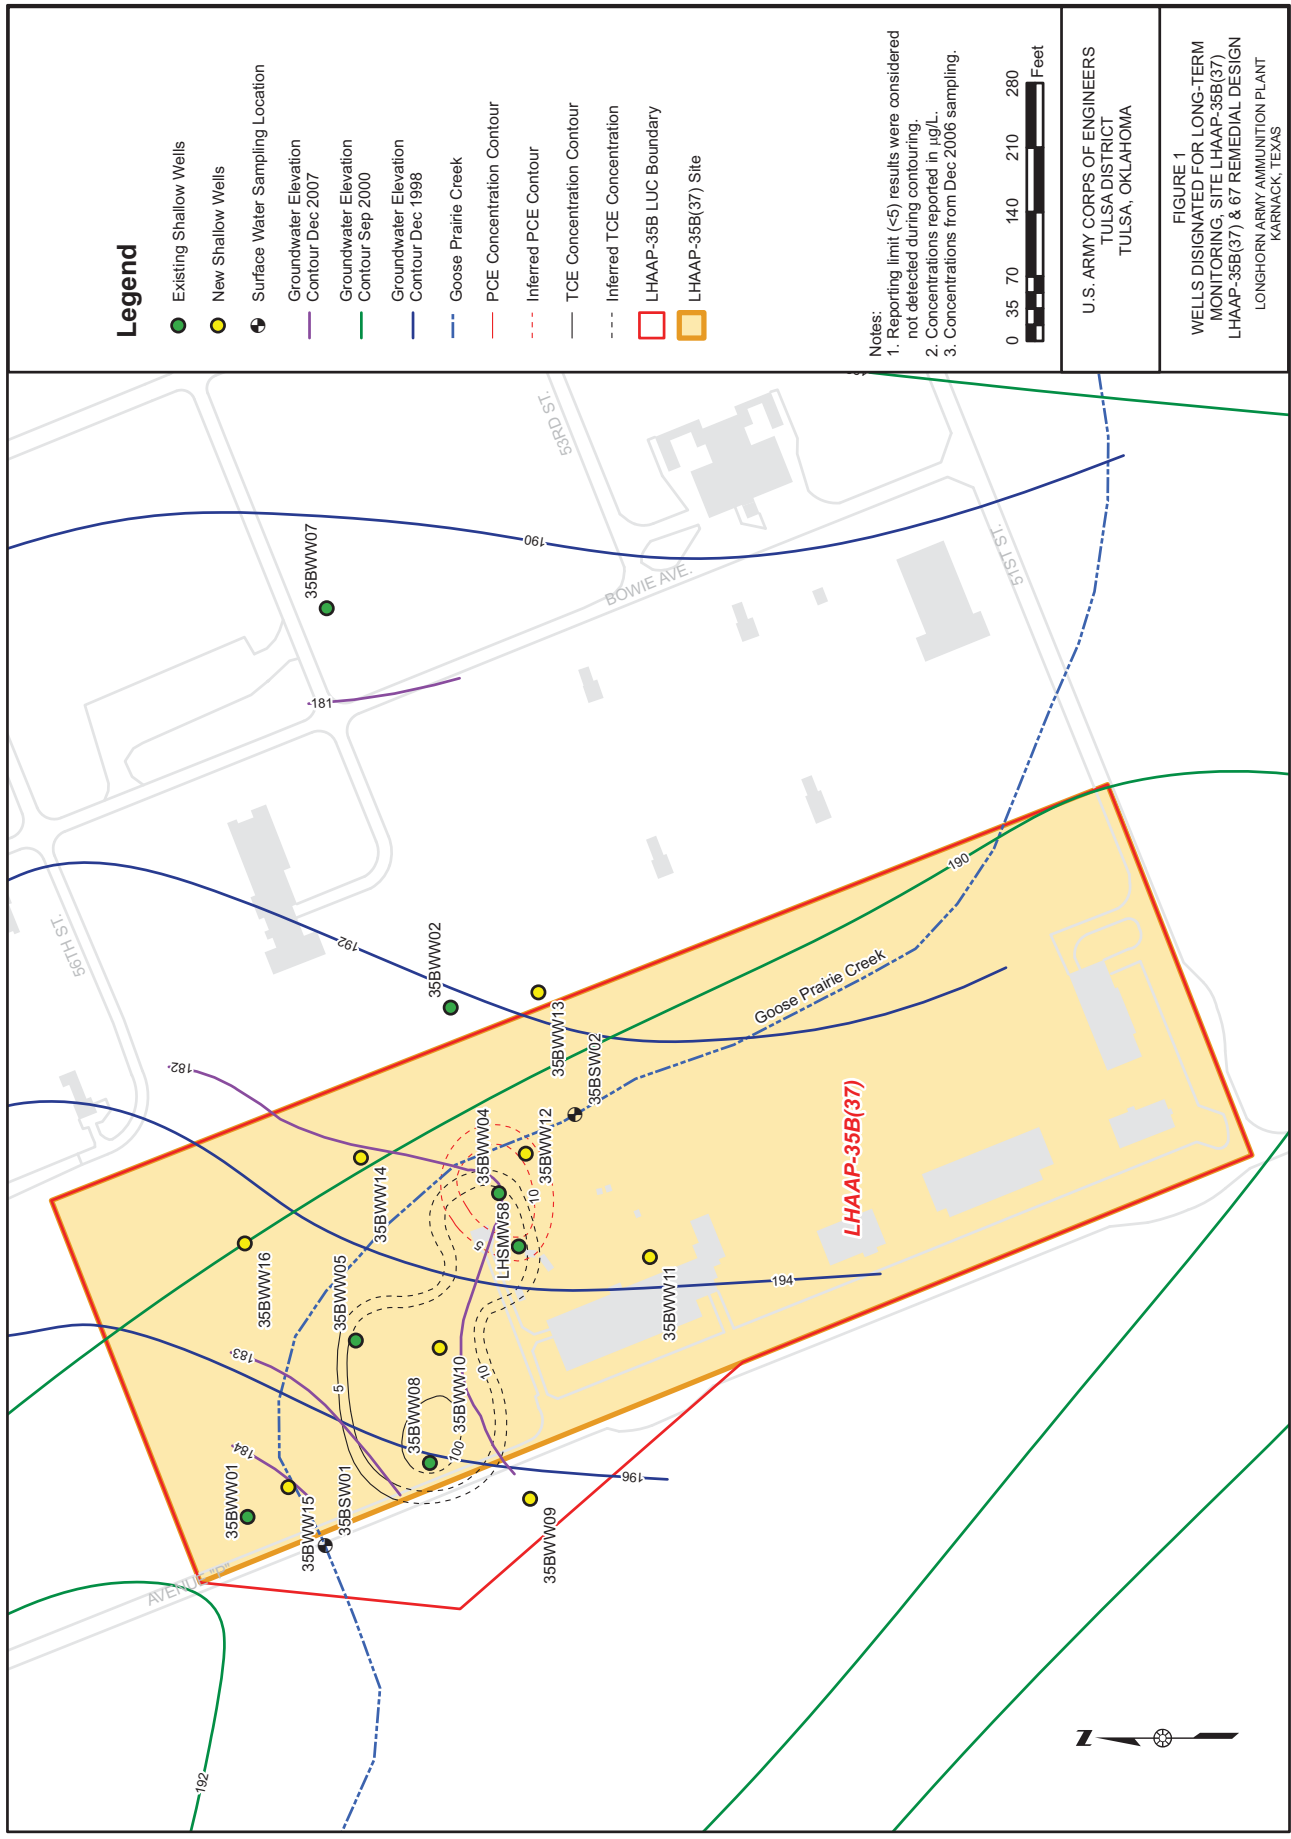 Legend
Existing Shallow Wells
New Shallow Wells
Surface Water Sampling Location
Groundwater Elevation
Contour Dec 2007
Groundwater Elevation
Contour Sep 2000
Groundwater Elevation
Contour Dec 1998
Goose Prairie Creek
PCE Concentration Contour
Inferred PCE Contour
TCE Concentration Contour
Inferred TCE Concentration
LHAAP-35B LUC Boundary
LHAAP-35B(37) Site
Notes:
1. Reporting limit (<5) results were considered
not detected during contouring.
2. Concentrations reported in µg/L.
3. Concentrations from Dec 2006 sampling.
0 35 70 140 210 280
Feet
U.S. ARMY CORPS OF ENGINEERS
TULSA DISTRICT
TULSA, OKLAHOMA
FIGURE 1
WELLS DESIGNATED FOR LONG-TERM
MONITORING, SITE LHAAP-35B(37)
LHAAP-35B(37) & 67 REMEDIAL DESIGN
LONGHORN ARMY AMMUNITION PLANT
KARNACK, TEXAS
53RD ST.
51ST ST.
BOWIE AVE.
56TH ST.
190
35BWW07
181
192
35BWW02
190
35BWW13
35BSW02
Goose Prairie Creek
182
35BWW04
35BWW12
35BWW14
10
5
LHSMW58
35BWW16
35BWW05
35BWW11
194
LHAAP-35B(37)
183
5
35BWW08
35BWW10
10
100
184
35BWW01
35BWW15
35BSW01
35BWW09
196
AVENUE
192
N